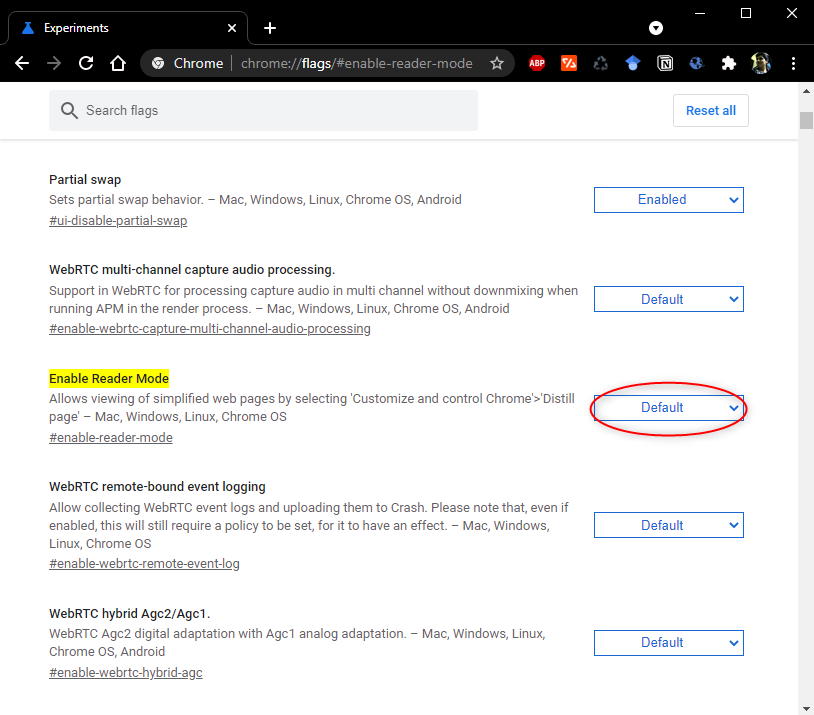 Experiments
Chrome | chrome://flags/#enable-reader-mode
ABP
N
Search flags
Reset all
Partial swap
Sets partial swap behavior. – Mac, Windows, Linux, Chrome OS, Android
#ui-disable-partial-swap
Enabled
WebRTC multi-channel capture audio processing.
Support in WebRTC for processing capture audio in multi channel without downmixing when
running APM in the render process. – Mac, Windows, Linux, Chrome OS, Android
#enable-webrtc-capture-multi-channel-audio-processing
Default
Enable Reader Mode
Allows viewing of simplified web pages by selecting 'Customize and control Chrome'>'Distill
page' – Mac, Windows, Linux, Chrome OS
#enable-reader-mode
Default
WebRTC remote-bound event logging
Allow collecting WebRTC event logs and uploading them to Crash. Please note that, even if
enabled, this will still require a policy to be set, for it to have an effect. – Mac, Windows,
Linux, Chrome OS
#enable-webrtc-remote-event-log
Default
WebRTC hybrid Agc2/Agc1.
WebRTC Agc2 digital adaptation with Agc1 analog adaptation. – Mac, Windows, Linux,
Chrome OS, Android
#enable-webrtc-hybrid-agc
Default